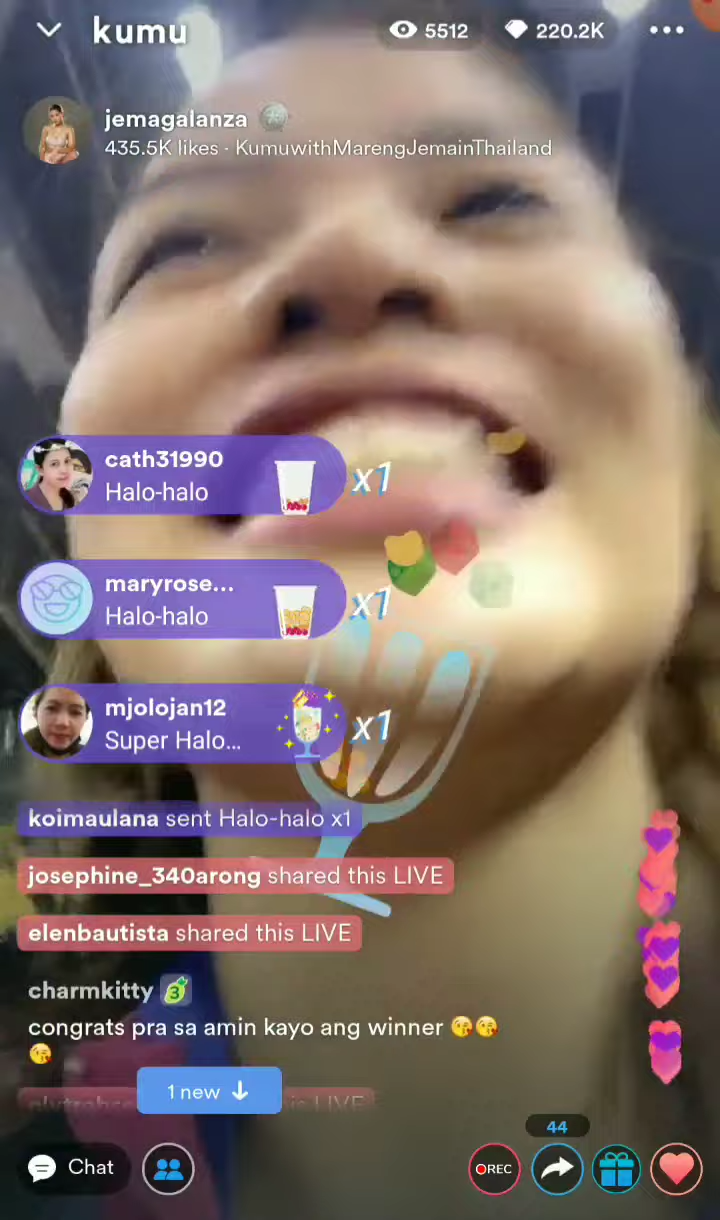 kumu
5512
220.2K
jemagalanza
435.5K likes · KumuwithMarengJemainThailand
cath31990
Halo-halo
x1
maryrose...
Halo-halo
x1
mjolojan12
Super Halo...
x1
koimaulana sent Halo-halo x1
josephine_340arong shared this LIVE
elenbautista shared this LIVE
charmkitty 3
congrats pra sa amin kayo ang winner 😘😘
😘
1 new
LIVE
44
Chat
REC